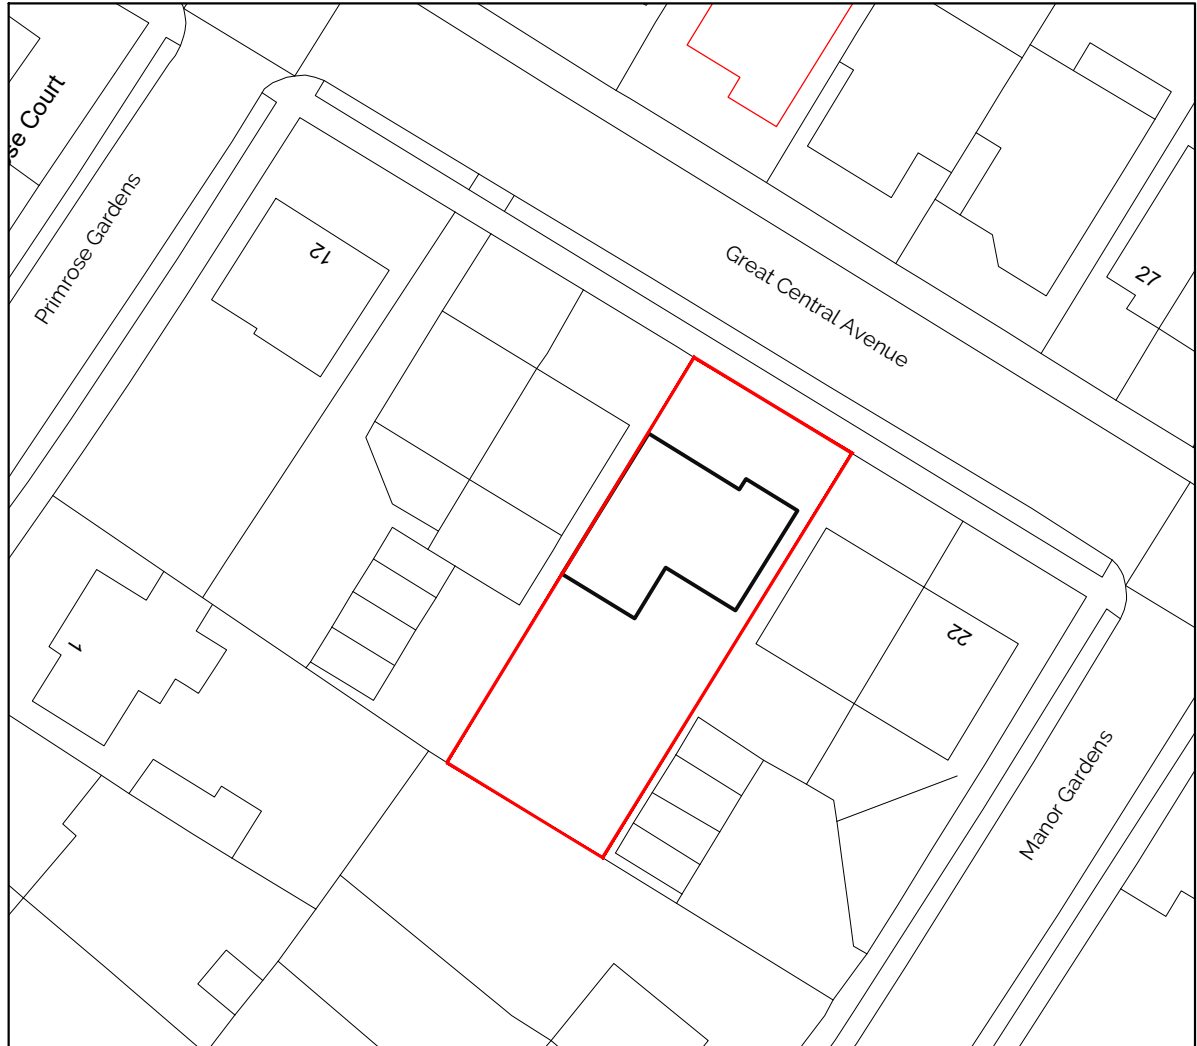 se Court
Primrose Gardens
12
Great Central Avenue
27
1
22
Manor Gardens